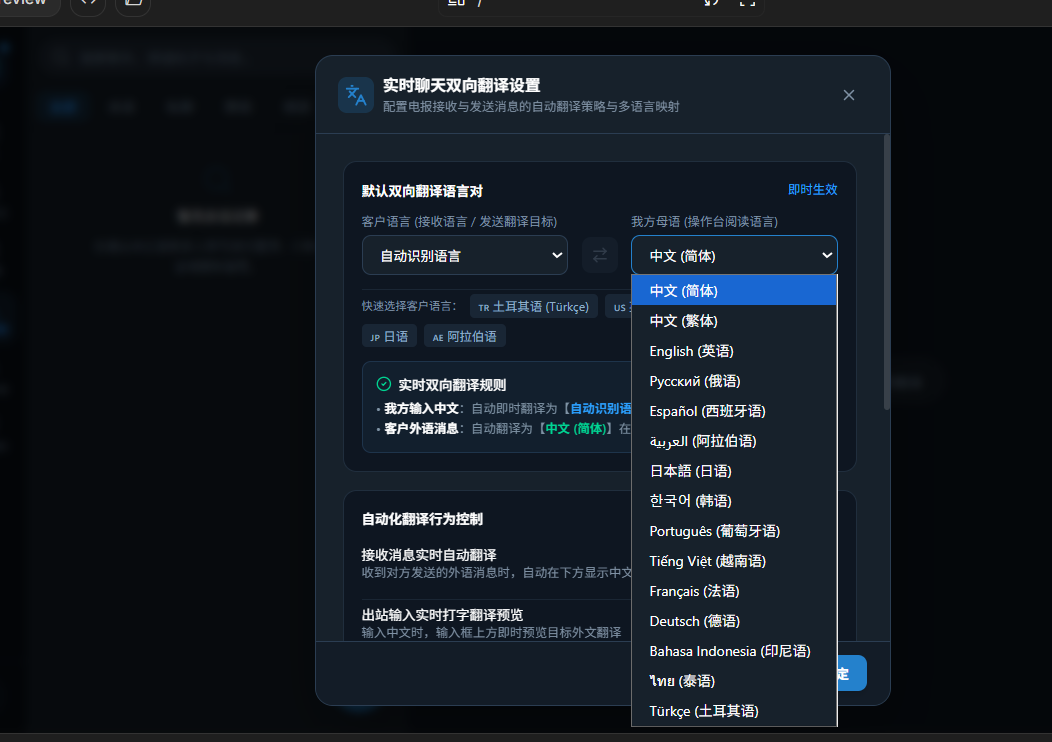 实时聊天双向翻译设置
配置电报接收与发送消息的自动翻译策略与多语言映射
默认双向翻译语言对
即时生效
客户语言 (接收语言 / 发送翻译目标)
我方母语 (操作台阅读语言)
自动识别语言
中文 (简体)
快速选择客户语言：
TR 土耳其语 (Türkçe)
US
JP 日语
AE 阿拉伯语
实时双向翻译规则
• 我方输入中文：自动即时翻译为【自动识别语
• 客户外语消息：自动翻译为【中文 (简体)】在
自动化翻译行为控制
接收消息实时自动翻译
收到对方发送的外语消息时，自动在下方显示中文
出站输入实时打字翻译预览
输入中文时，输入框上方即时预览目标外文翻译
中文 (简体)
中文 (繁体)
English (英语)
Русский (俄语)
Español (西班牙语)
العربية (阿拉伯语)
日本語 (日语)
한국어 (韩语)
Português (葡萄牙语)
Tiếng Việt (越南语)
Français (法语)
Deutsch (德语)
Bahasa Indonesia (印尼语)
ไทย (泰语)
Türkçe (土耳其语)
定